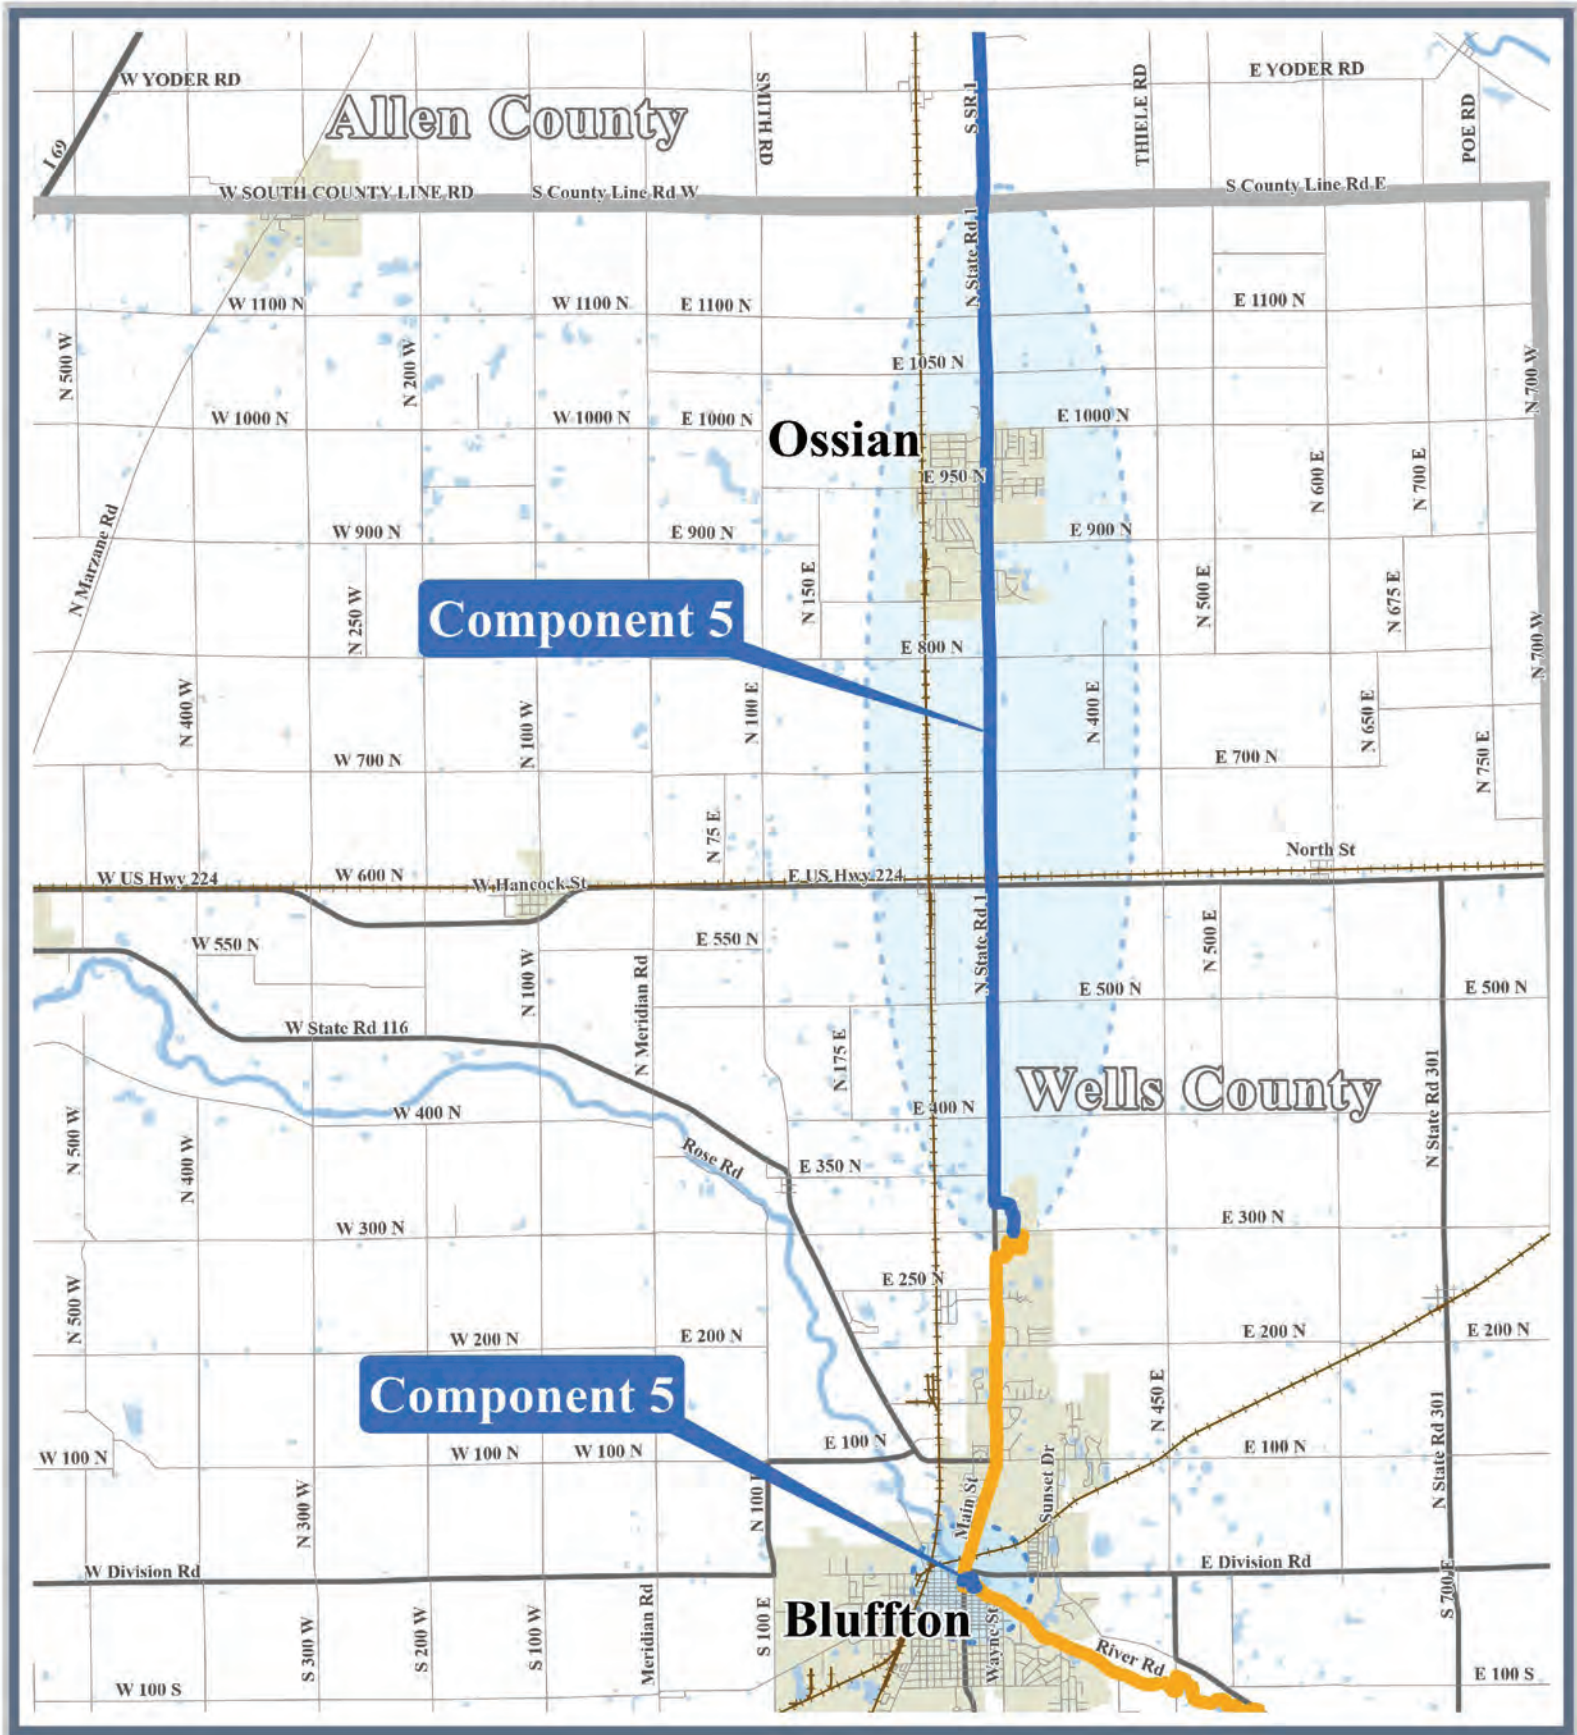 W YODER RD
E YODER RD
Allen County
SMITH RD
S SR 1
THIELE RD
POE RD
I 69
W SOUTH COUNTY LINE RD
S County Line Rd W
S County Line Rd E
N State Rd 1
W 1100 N
W 1100 N
E 1100 N
E 1100 N
N 500 W
N 200 W
E 1050 N
N 700 W
W 1000 N
W 1000 N
E 1000 N
E 1000 N
Ossian
E 950 N
N 600 E
N 700 E
N Marzane Rd
W 900 N
E 900 N
E 900 N
N 250 W
N 150 E
N 500 E
N 675 E
Component 5
E 800 N
N 700 W
N 400 W
N 100 W
N 100 E
N 400 E
N 650 E
W 700 N
E 700 N
N 750 E
N 75 E
North St
W US Hwy 224
W 600 N
W Hancock St
E US Hwy 224
W 550 N
E 550 N
N State Rd 1
N 500 E
N 100 W
N Meridian Rd
E 500 N
E 500 N
W State Rd 116
N 175 E
Wells County
N State Rd 301
W 400 N
E 400 N
N 500 W
N 400 W
Rose Rd
E 350 N
W 300 N
E 300 N
N 500 W
E 250 N
W 200 N
E 200 N
E 200 N
E 200 N
Component 5
N 450 E
N State Rd 301
W 100 N
W 100 N
W 100 N
E 100 N
E 100 N
N 300 W
N 100 E
Main St
Sunset Dr
W Division Rd
E Division Rd
S 700 E
S 300 W
S 200 W
S 100 W
Meridian Rd
S 100 E
Bluffton
Wayne St
River Rd
W 100 S
E 100 S